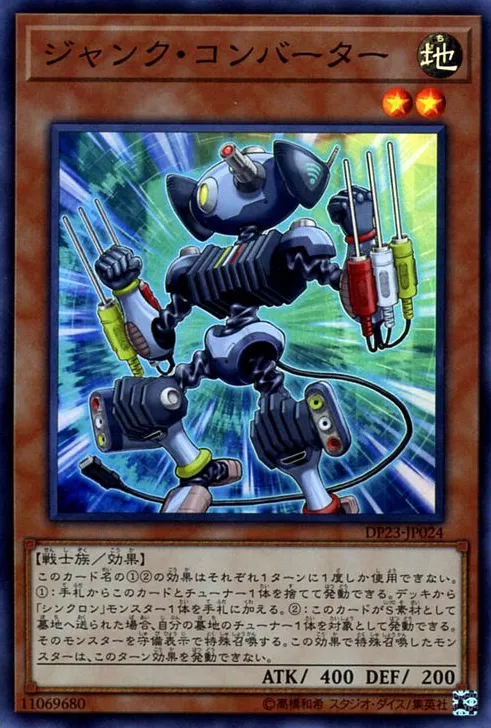 ジャンク・コンバーター
地
DP23-JP024
【戦士族／効果】
このカード名の①②の効果はそれぞれ１ターンに１度しか使用できない。
①：手札からこのカードとチューナー１体を捨てて発動できる。デッキから
「シンクロン」モンスター１体を手札に加える。②：このカードがS素材として
墓地へ送られた場合、自分の墓地のチューナー１体を対象として発動できる。
そのモンスターを守備表示で特殊召喚する。この効果で特殊召喚したモン
スターは、このターン効果を発動できない。
ATK/ 400 DEF/ 200
11069680
©高橋和希 スタジオ・ダイス/集英社